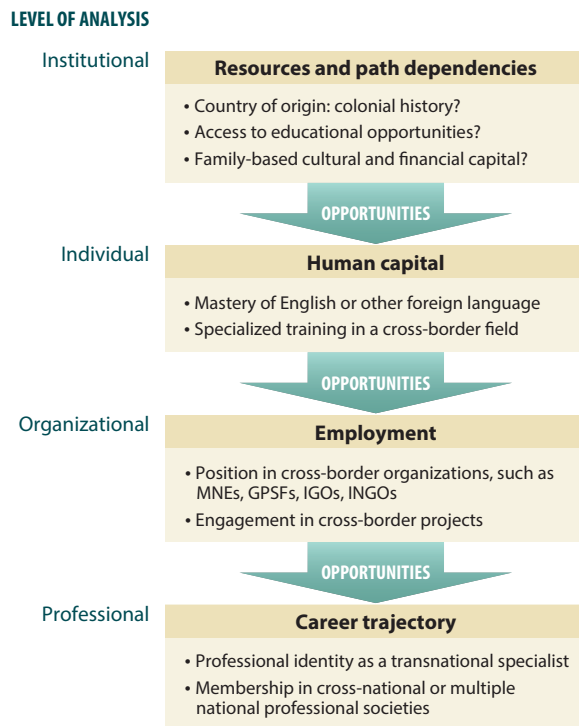 LEVEL OF ANALYSIS
Institutional
Resources and path dependencies
• Country of origin: colonial history?
• Access to educational opportunities?
• Family-based cultural and financial capital?
OPPORTUNITIES
Individual
Human capital
• Mastery of English or other foreign language
• Specialized training in a cross-border field
OPPORTUNITIES
Organizational
Employment
• Position in cross-border organizations, such as
MNEs, GPSFs, IGOs, INGOs
• Engagement in cross-border projects
OPPORTUNITIES
Professional
Career trajectory
• Professional identity as a transnational specialist
• Membership in cross-national or multiple
national professional societies